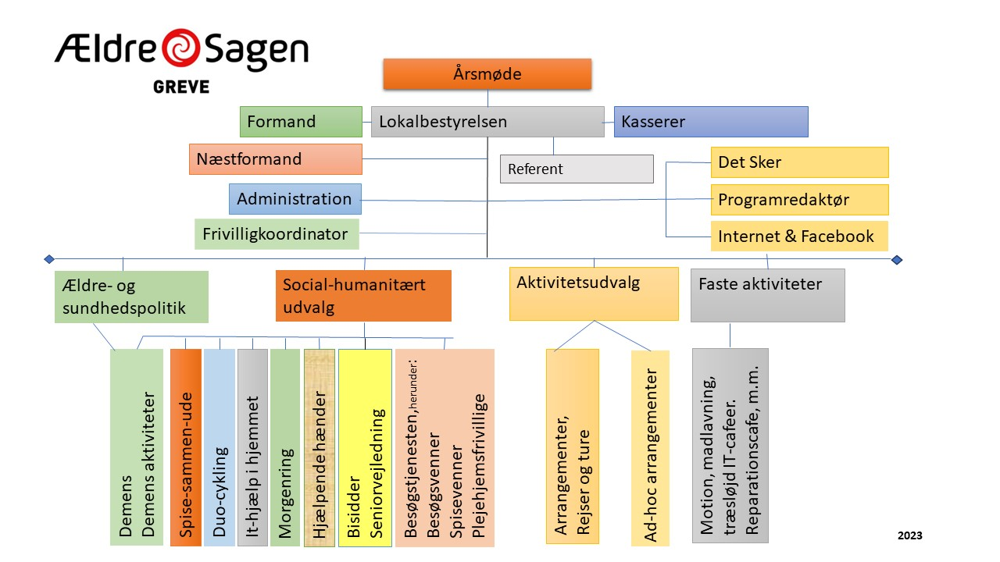 Ældre Sagen
GREVE
Årsmøde
Formand
Lokalbestyrelsen
Kasserer
Næstformand
Referent
Det Sker
Administration
Programredaktør
Frivilligkoordinator
Internet & Facebook
Ældre- og
sundhedspolitik
Social-humanitært
udvalg
Aktivitetsudvalg
Faste aktiviteter
Demens
Demens aktiviteter
Spise-sammen-ude
Duo-cykling
It-hjælp i hjemmet
Morgenring
Hjælpende hænder
Bisidder
Seniorvejledning
Besøgstjenesten,herunder:
Besøgsvenner
Spisevenner
Plejehjemsfrivillige
Arrangementer,
Rejser og ture
Ad-hoc arrangementer
Motion, madlavning,
træsløjd IT-cafeer.
Reparationscafe, m.m.
2023